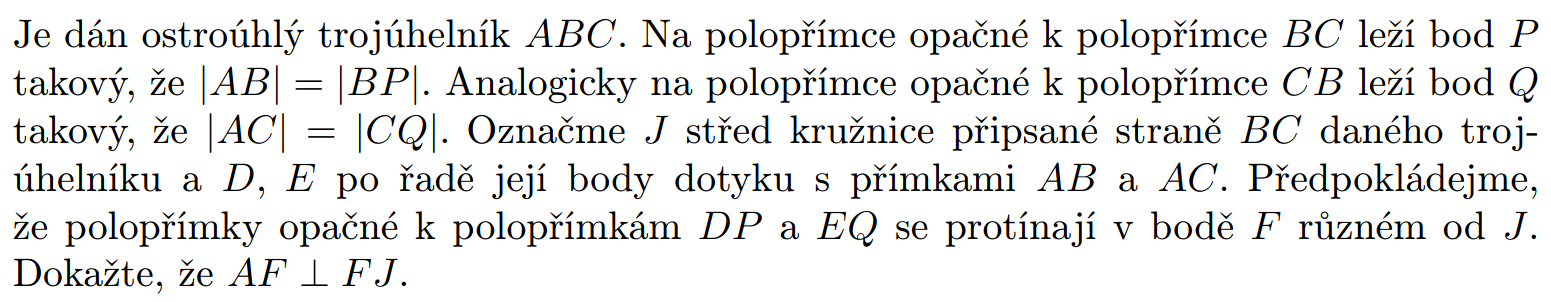 Je dán ostroúhlý trojúhelník ABC. Na polopřímce opačné k polopřímce BC leží bod P
takový, že |AB| = |BP|. Analogicky na polopřímce opačné k polopřímce CB leží bod Q
takový, že |AC| = |CQ|. Označme J střed kružnice připsané straně BC daného troj-
úhelníku a D, E po řadě její body dotyku s přímkami AB a AC. Předpokládejme,
že polopřímky opačné k polopřímkám DP a EQ se protínají v bodě F různém od J.
Dokažte, že AF ⊥ FJ.